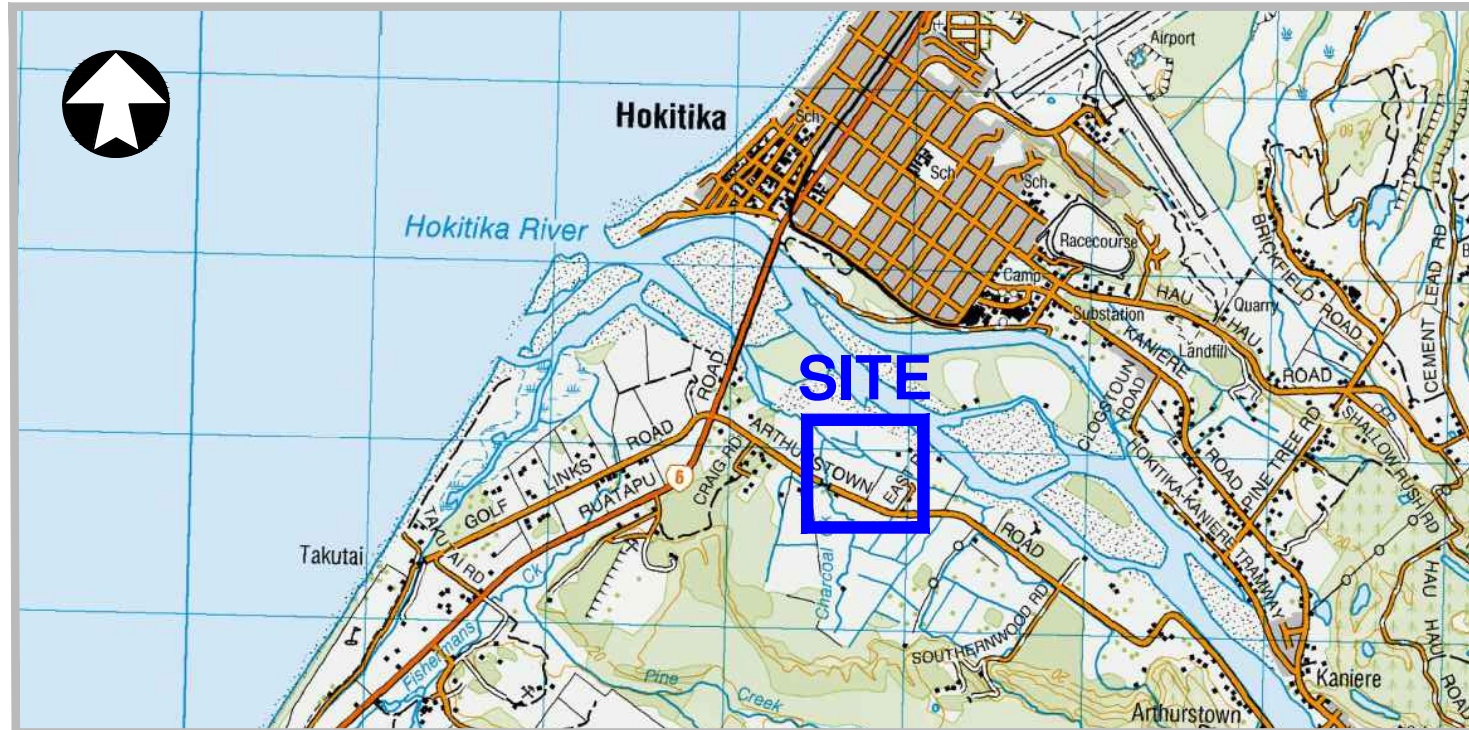 Airport
Hokitika
Sch
Sch
Sch
Hokitika River
Racecourse
Camp
HAU
HAU
ROAD
BRICKFIELD
ROAD
CEMENT LEAD RD
Quarry
Substation
KANIERE
ROAD
Landfill
SITE
CLOGSTOUN
ROAD
ROAD
ARTHURSTOWN
ROAD
EAST
GOLF LINKS ROAD
RUATAPU
6
CRAIG RD
SHALLOW RUSH RD
PINE TREE RD
HOKITIKA-KANIERE TRAMWAY
Takutai
TAKUTAI RD
Charcoal Ck
HAU
HAU
ROAD
SOUTHERNWOOD RD
Fishermans
Ck
Pine
Creek
20
20
Kaniere
Arthurstown